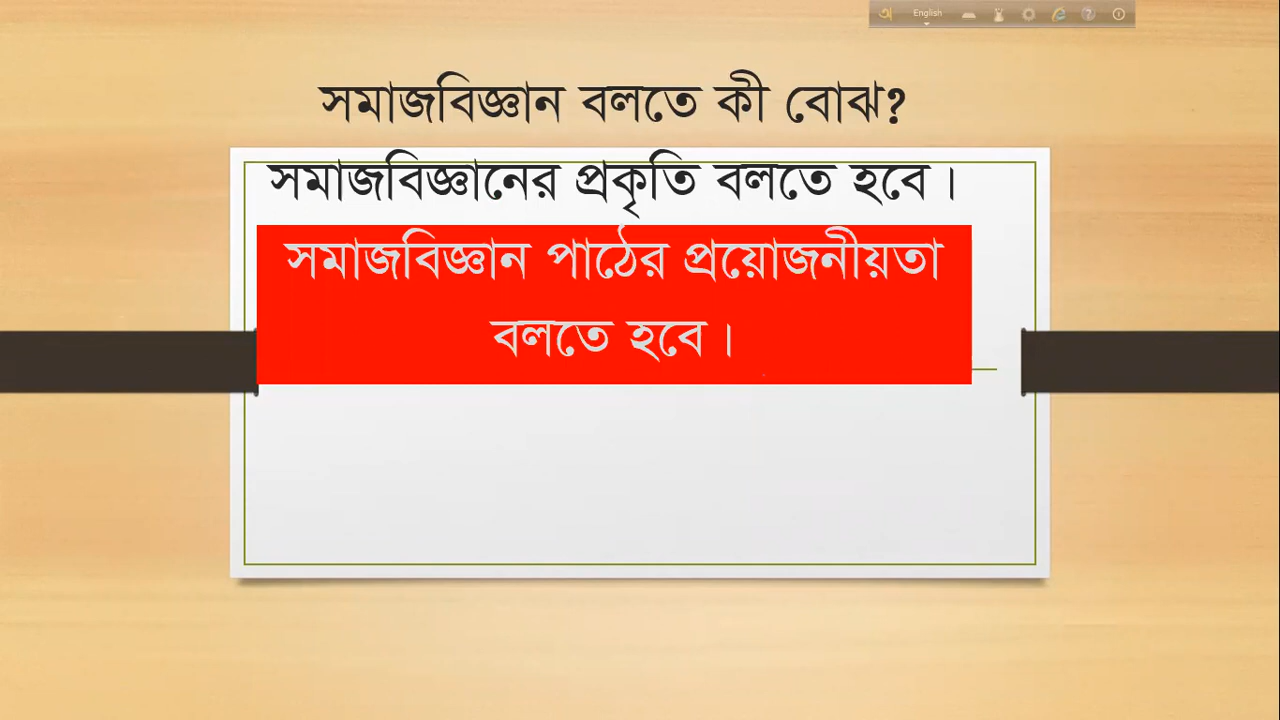 English
সমাজবিজ্ঞান বলতে কী বোঝ?
সমাজবিজ্ঞানের প্রকৃতি বলতে হবে।
সমাজবিজ্ঞান পাঠের প্রয়োজনীয়তা
বলতে হবে।